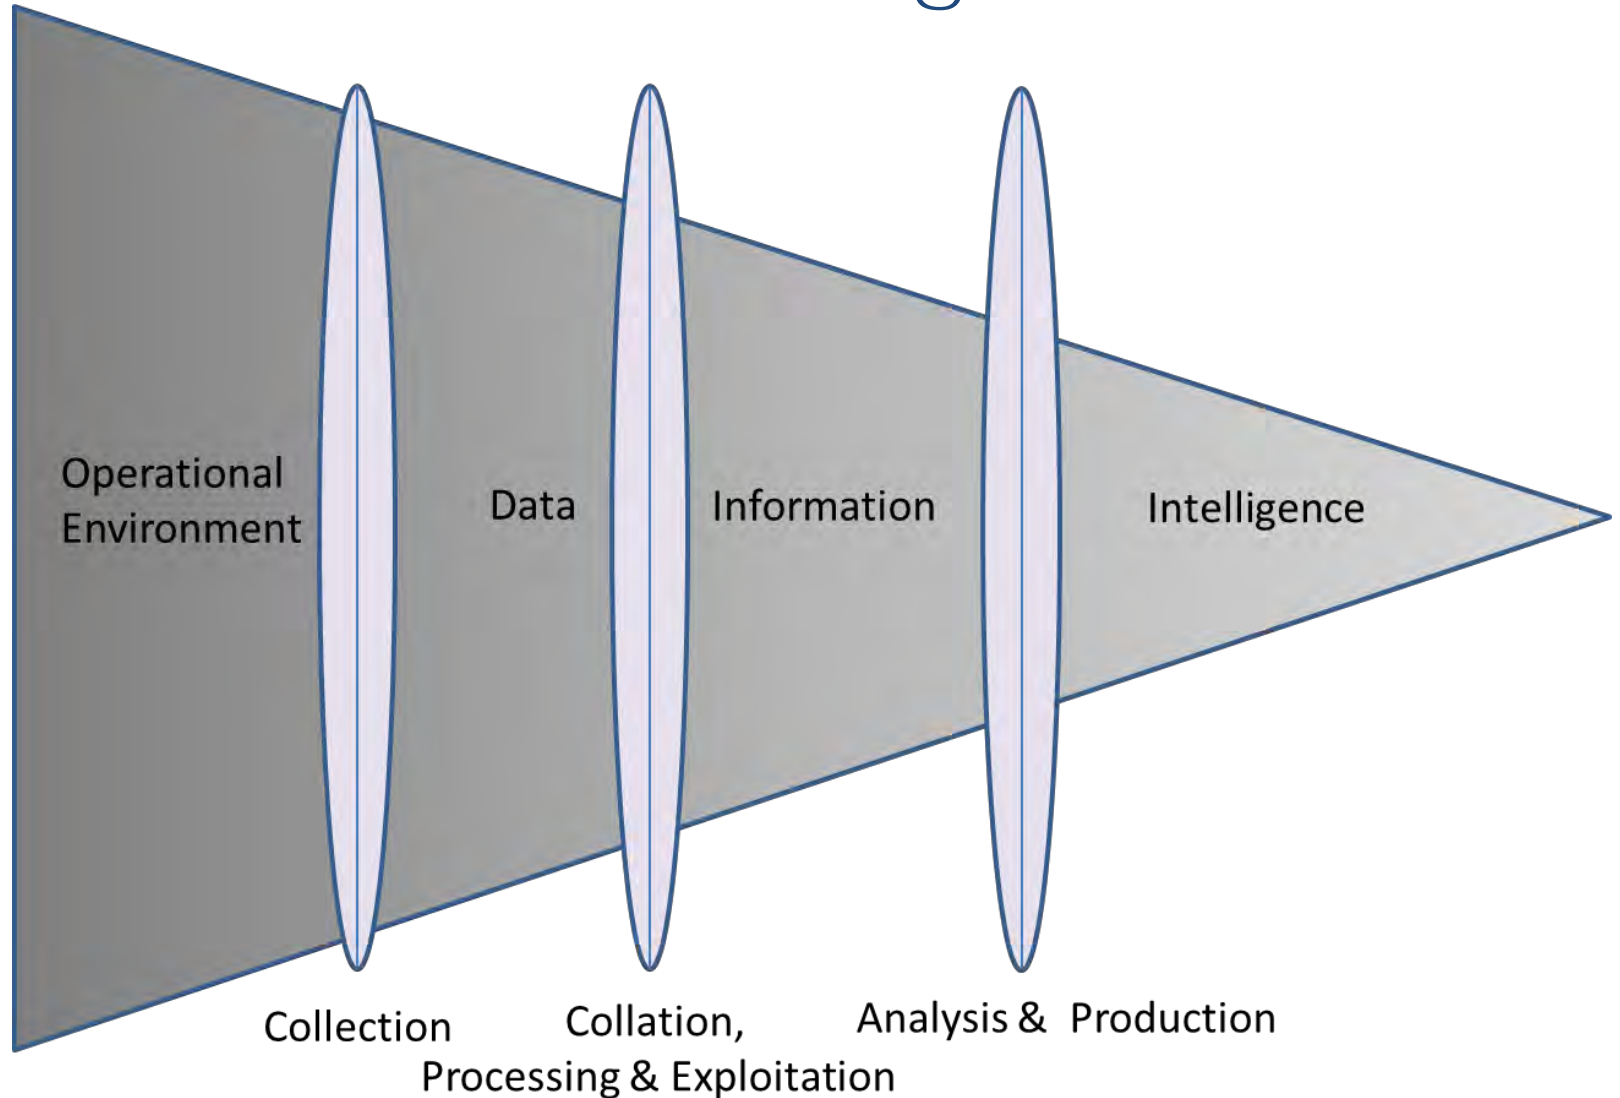 Operational
Environment
Data
Information
Intelligence
Collection
Collation,
Processing & Exploitation
Analysis & Production